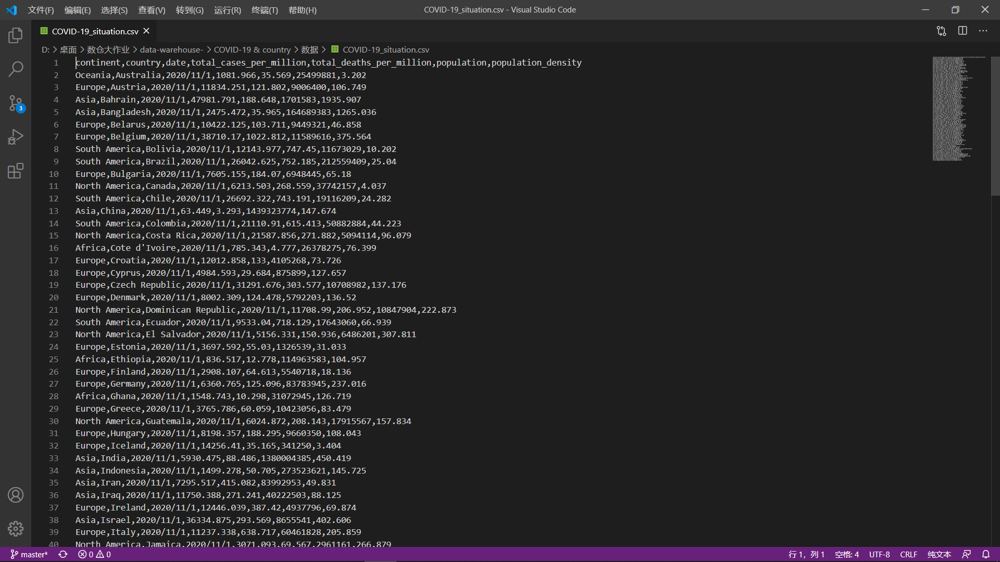 文件(F) 编辑(E) 选择(S) 查看(V) 转到(G) 运行(R) 终端(T) 帮助(H) COVID-19_situation.csv - Visual Studio Code
COVID-19_situation.csv
D: 桌面 数仓大作业 data-warehouse- COVID-19 & country 数据 COVID-19_situation.csv
1 continent,country,date,total_cases_per_million,total_deaths_per_million,population,population_density
2 Oceania,Australia,2020/11/1,1081.966,35.569,25499881,3.202
3 Europe,Austria,2020/11/1,11834.251,121.802,9006400,106.749
4 Asia,Bahrain,2020/11/1,47981.791,188.648,1701583,1935.907
5 Asia,Bangladesh,2020/11/1,2475.472,35.965,164689383,1265.036
6 Europe,Belarus,2020/11/1,10422.125,103.711,9449321,46.858
7 Europe,Belgium,2020/11/1,38710.17,1022.812,11589616,375.564
8 South America,Bolivia,2020/11/1,12143.977,747.45,11673029,10.202
9 South America,Brazil,2020/11/1,26042.625,752.185,212559409,25.04
10 Europe,Bulgaria,2020/11/1,7605.155,184.07,6948445,65.18
11 North America,Canada,2020/11/1,6213.503,268.559,37742157,4.037
12 South America,Chile,2020/11/1,26692.322,743.191,19116209,24.282
13 Asia,China,2020/11/1,63.449,3.293,1439323774,147.674
14 South America,Colombia,2020/11/1,21110.91,615.413,50882884,44.223
15 North America,Costa Rica,2020/11/1,21587.856,271.882,5094114,96.079
16 Africa,Cote d'Ivoire,2020/11/1,785.343,4.777,26378275,76.399
17 Europe,Croatia,2020/11/1,12012.858,133,4105268,73.726
18 Europe,Cyprus,2020/11/1,4984.593,29.684,875899,127.657
19 Europe,Czech Republic,2020/11/1,31291.676,303.577,10708982,137.176
20 Europe,Denmark,2020/11/1,8002.309,124.478,5792203,136.52
21 North America,Dominican Republic,2020/11/1,11708.99,206.952,10847904,222.873
22 South America,Ecuador,2020/11/1,9533.04,718.129,17643060,66.939
23 North America,El Salvador,2020/11/1,5156.331,150.936,6486201,307.811
24 Europe,Estonia,2020/11/1,3697.592,55.03,1326539,31.033
25 Africa,Ethiopia,2020/11/1,836.517,12.778,114963583,104.957
26 Europe,Finland,2020/11/1,2908.107,64.613,5540718,18.136
27 Europe,Germany,2020/11/1,6360.765,125.096,83783945,237.016
28 Africa,Ghana,2020/11/1,1548.743,10.298,31072945,126.719
29 Europe,Greece,2020/11/1,3765.786,60.059,10423056,83.479
30 North America,Guatemala,2020/11/1,6024.872,208.143,17915567,157.834
31 Europe,Hungary,2020/11/1,8198.357,188.295,9660350,108.043
32 Europe,Iceland,2020/11/1,14256.41,35.165,341250,3.404
33 Asia,India,2020/11/1,5930.475,88.486,1380004385,450.419
34 Asia,Indonesia,2020/11/1,1499.278,50.705,273523621,145.725
35 Asia,Iran,2020/11/1,7295.517,415.082,83992953,49.831
36 Asia,Iraq,2020/11/1,11750.388,271.241,40222503,88.125
37 Europe,Ireland,2020/11/1,12446.039,387.42,4937796,69.874
38 Asia,Israel,2020/11/1,36334.875,293.569,8655541,402.606
39 Europe,Italy,2020/11/1,11237.338,638.717,60461828,205.859
40 North America,Jamaica,2020/11/1,3071.093,69.567,2961161,266.879
3
master* 0 0 行 1，列 1 空格: 4 UTF-8 CRLF 纯文本